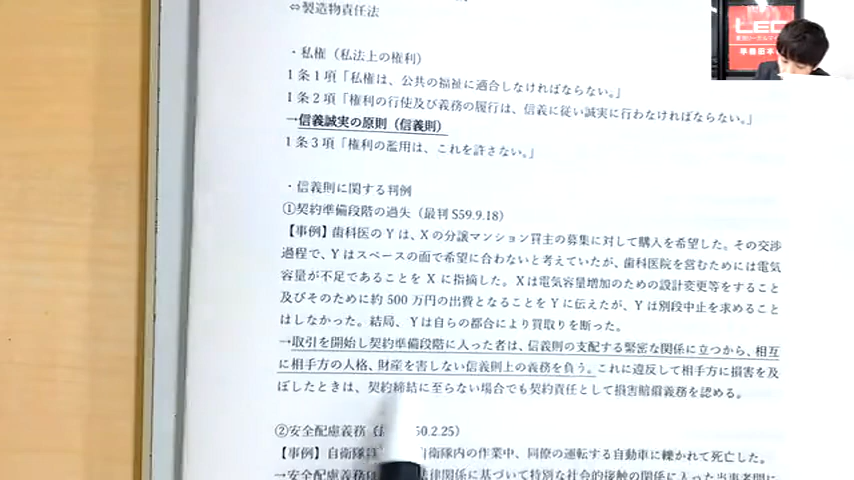 ⇔製造物責任法
・私権（私法上の権利）
1条1項「私権は、公共の福祉に適合しなければならない。」
1条2項「権利の行使及び義務の履行は、信義に従い誠実に行わなければならない。」
→信義誠実の原則（信義則）
1条3項「権利の濫用は、これを許さない。」
・信義則に関する判例
①契約準備段階の過失（最判 S59.9.18）
【事例】歯科医のYは、Xの分譲マンション買主の募集に対して購入を希望した。その交渉
過程で、Yはスペースの面で希望に合わないと考えていたが、歯科医院を営むためには電気
容量が不足であることをXに指摘した。Xは電気容量増加のための設計変更等をすること
及びそのために約500万円の出費となることをYに伝えたが、Yは別段中止を求めること
はしなかった。結局、Yは自らの都合により買取りを断った。
→取引を開始し契約準備段階に入った者は、信義則の支配する緊密な関係に立つから、相互
に相手方の人格、財産を害しない信義則上の義務を負う。これに違反して相手方に損害を及
ぼしたときは、契約締結に至らない場合でも契約責任として損害賠償義務を認める。
②安全配慮義務（ 50.2.25）
【事例】自衛隊 自衛隊内の作業中、同僚の運転する自動車に轢かれて死亡した。
→安全配慮義務 法律関係に基づいて特別な社会的接触の関係に入った当事者間に
LEC
早稲田本